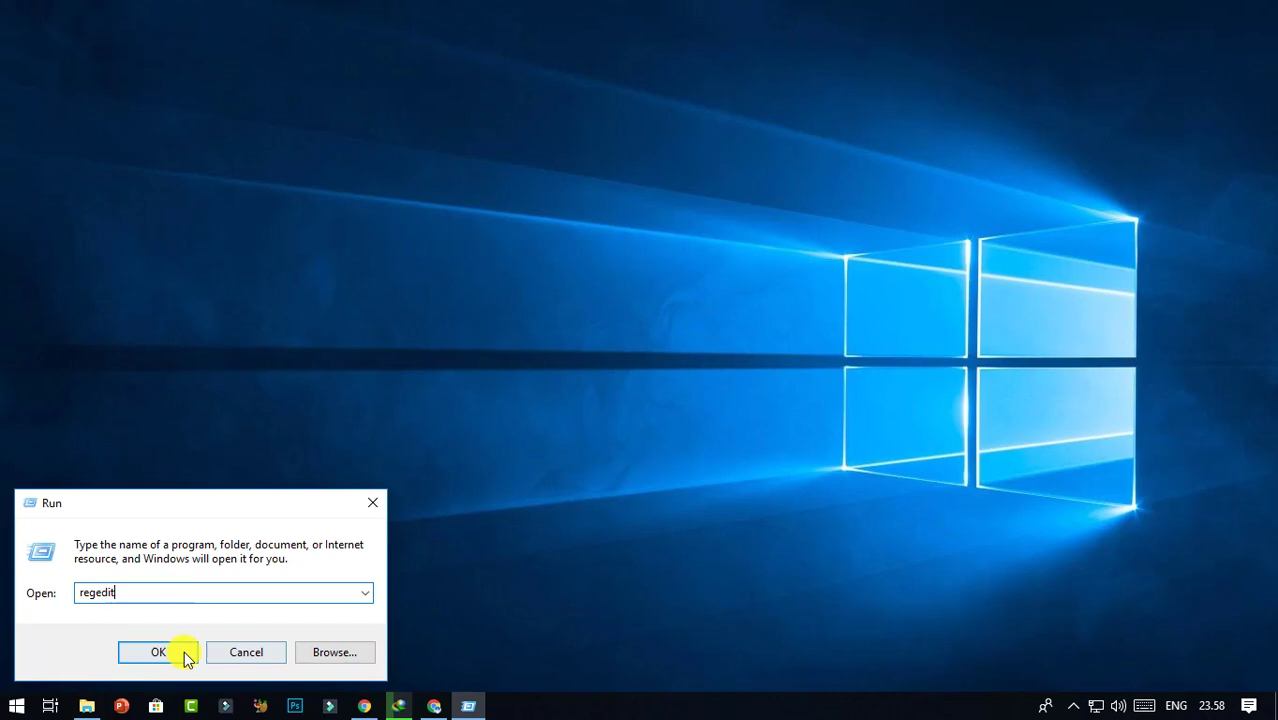 Run
Type the name of a program, folder, document, or Internet
resource, and Windows will open it for you.
Open: regedit
OK Cancel Browse...
P C Ps ENG 23.58